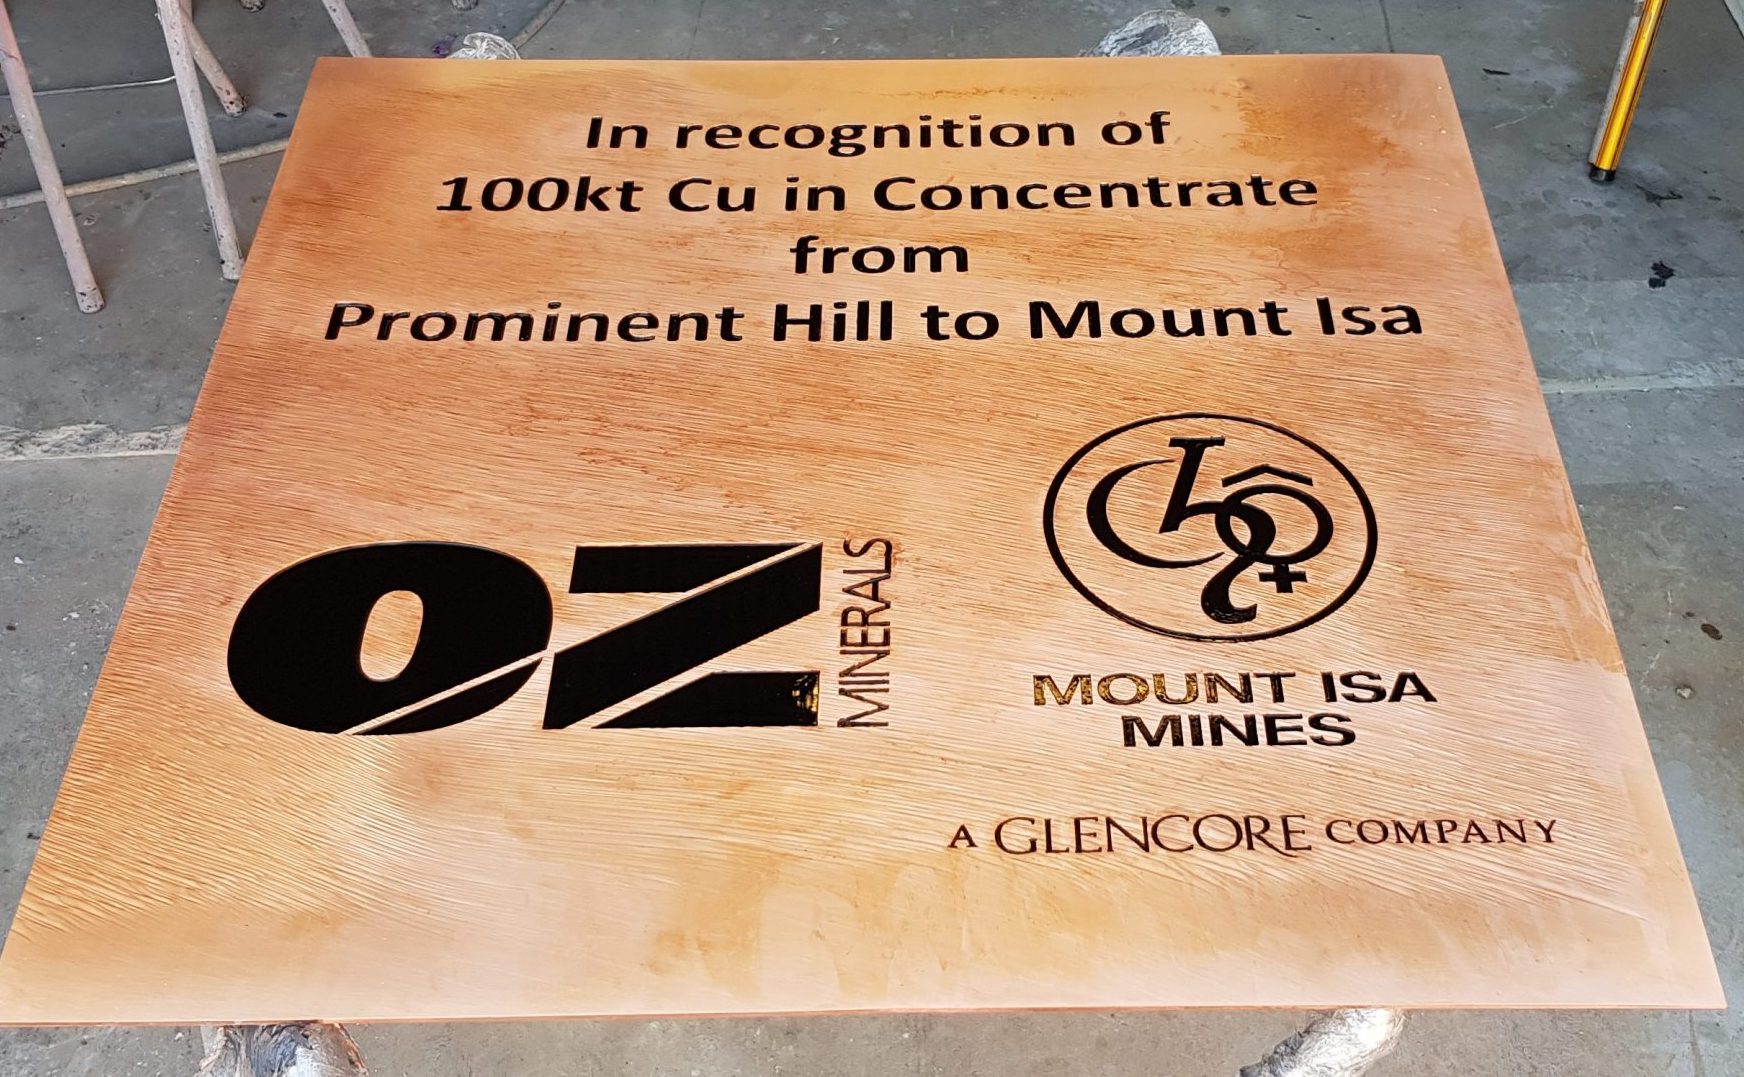 In recognition of
100kt Cu in Concentrate
from
Prominent Hill to Mount Isa
OZ
MINERALS
MOUNT ISA
MINES
A GLENCORE COMPANY